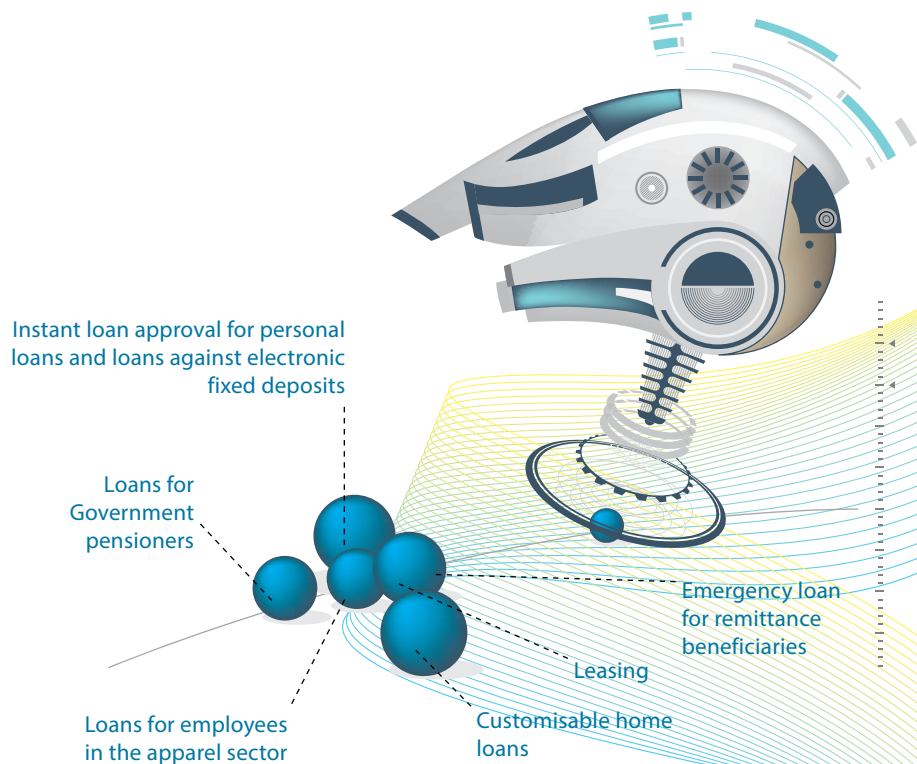 Instant loan approval for personal
loans and loans against electronic
fixed deposits
Loans for
Government
pensioners
Emergency loan
for remittance
beneficiaries
Leasing
Customisable home
loans
Loans for employees
in the apparel sector